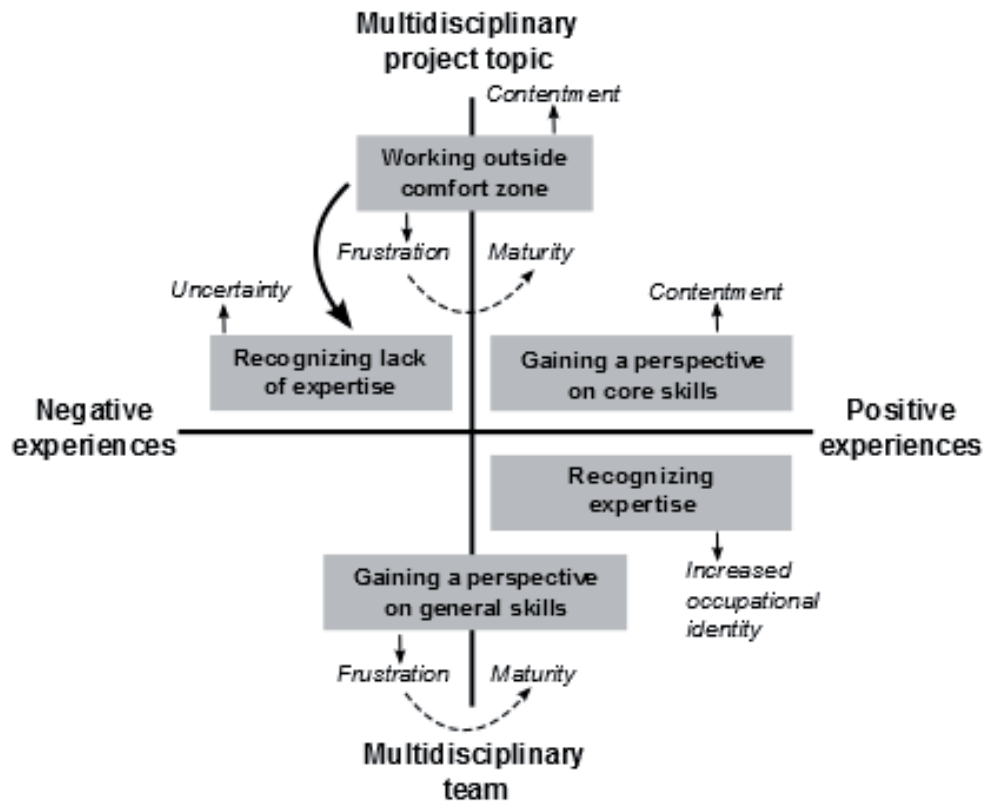 Multidisciplinary
project topic
Contentment
Working outside
comfort zone
Frustration
Maturity
Uncertainty
Contentment
Recognizing lack
of expertise
Gaining a perspective
on core skills
Negative
experiences
Positive
experiences
Recognizing
expertise
Gaining a perspective
on general skills
Increased
occupational
identity
Frustration
Maturity
Multidisciplinary
team